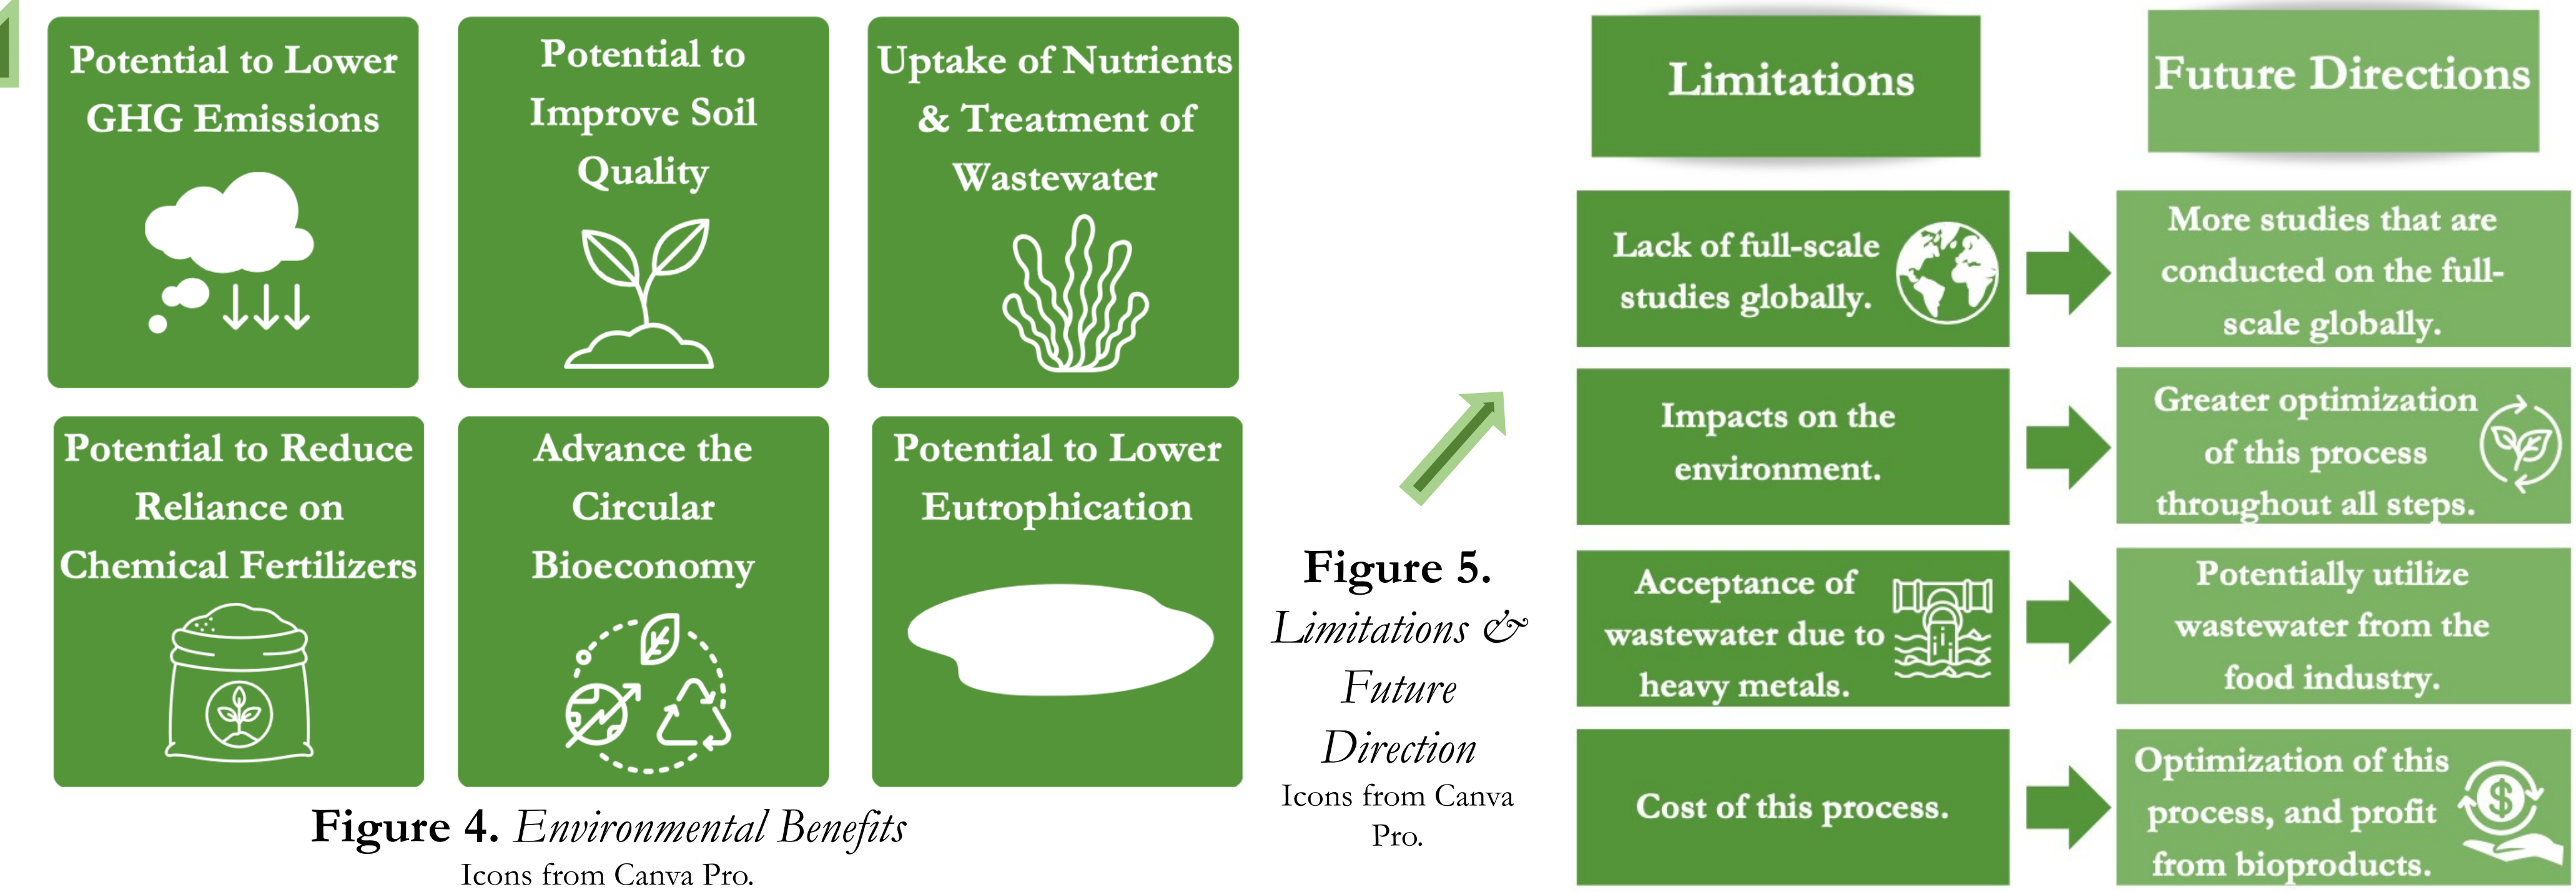 Potential to Lower
GHG Emissions
Potential to
Improve Soil
Quality
Uptake of Nutrients
& Treatment of
Wastewater
Potential to Reduce
Reliance on
Chemical Fertilizers
Advance the
Circular
Bioeconomy
Potential to Lower
Eutrophication
Figure 4. Environmental Benefits
Icons from Canva Pro.
Figure 5.
Limitations &
Future
Direction
Icons from Canva
Pro.
Limitations
Future Directions
Lack of full-scale
studies globally.
More studies that are
conducted on the full-
scale globally.
Impacts on the
environment.
Greater optimization
of this process
throughout all steps.
Acceptance of
wastewater due to
heavy metals.
Potentially utilize
wastewater from the
food industry.
Cost of this process.
Optimization of this
process, and profit
from bioproducts.